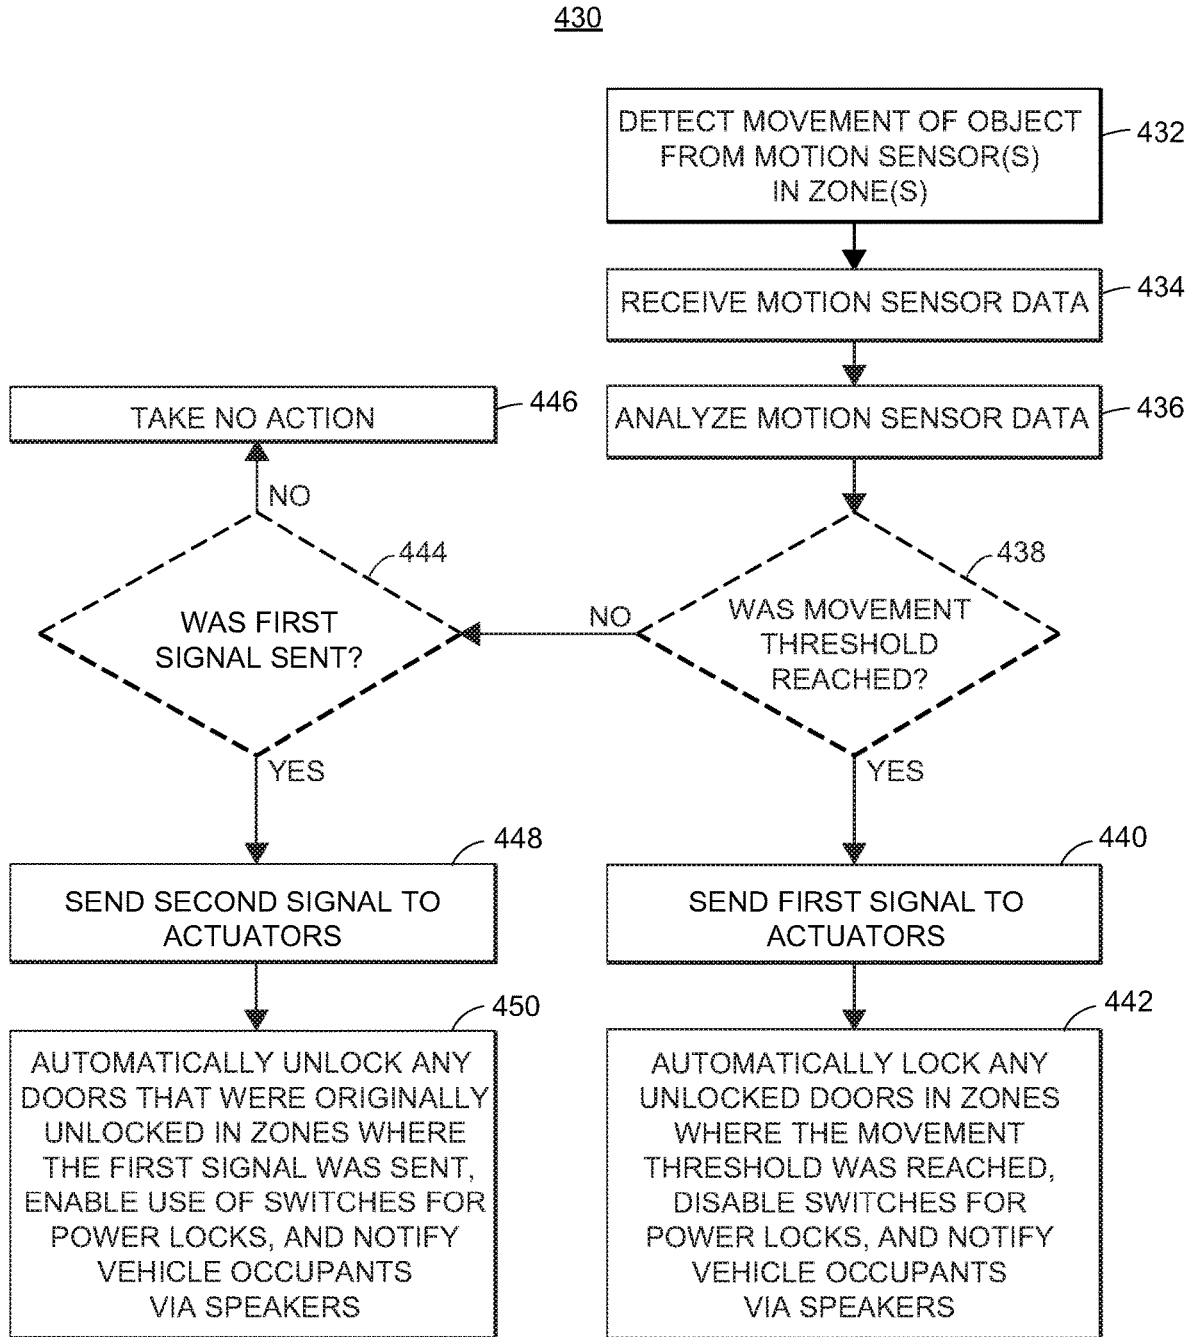 430
DETECT MOVEMENT OF OBJECT
FROM MOTION SENSOR(S)
IN ZONE(S)
432
RECEIVE MOTION SENSOR DATA
434
ANALYZE MOTION SENSOR DATA
436
TAKE NO ACTION
446
NO
444
WAS FIRST
SIGNAL SENT?
YES
NO
438
WAS MOVEMENT
THRESHOLD
REACHED?
YES
448
SEND SECOND SIGNAL TO
ACTUATORS
440
SEND FIRST SIGNAL TO
ACTUATORS
450
AUTOMATICALLY UNLOCK ANY
DOORS THAT WERE ORIGINALLY
UNLOCKED IN ZONES WHERE
THE FIRST SIGNAL WAS SENT,
ENABLE USE OF SWITCHES FOR
POWER LOCKS, AND NOTIFY
VEHICLE OCCUPANTS
VIA SPEAKERS
442
AUTOMATICALLY LOCK ANY
UNLOCKED DOORS IN ZONES
WHERE THE MOVEMENT
THRESHOLD WAS REACHED,
DISABLE SWITCHES FOR
POWER LOCKS, AND NOTIFY
VEHICLE OCCUPANTS
VIA SPEAKERS